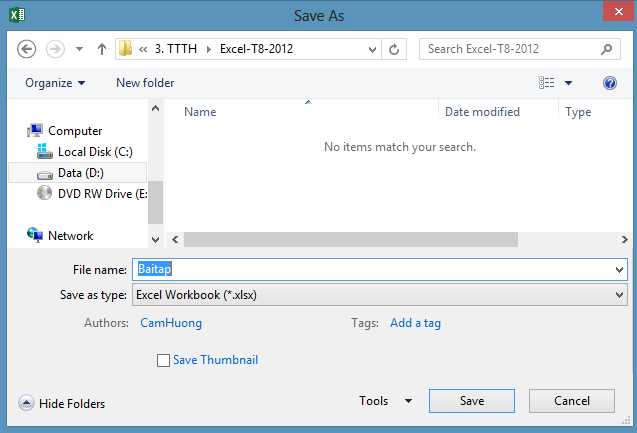 Save As
« 3. TTTH Excel-T8-2012
Search Excel-T8-2012
Organize New folder
Name Date modified Type
No items match your search.
Computer
Local Disk (C:)
Data (D:)
DVD RW Drive (E:
Network
File name: Baitap
Save as type: Excel Workbook (*.xlsx)
Authors: CamHuong Tags: Add a tag
Save Thumbnail
Hide Folders Tools Save Cancel